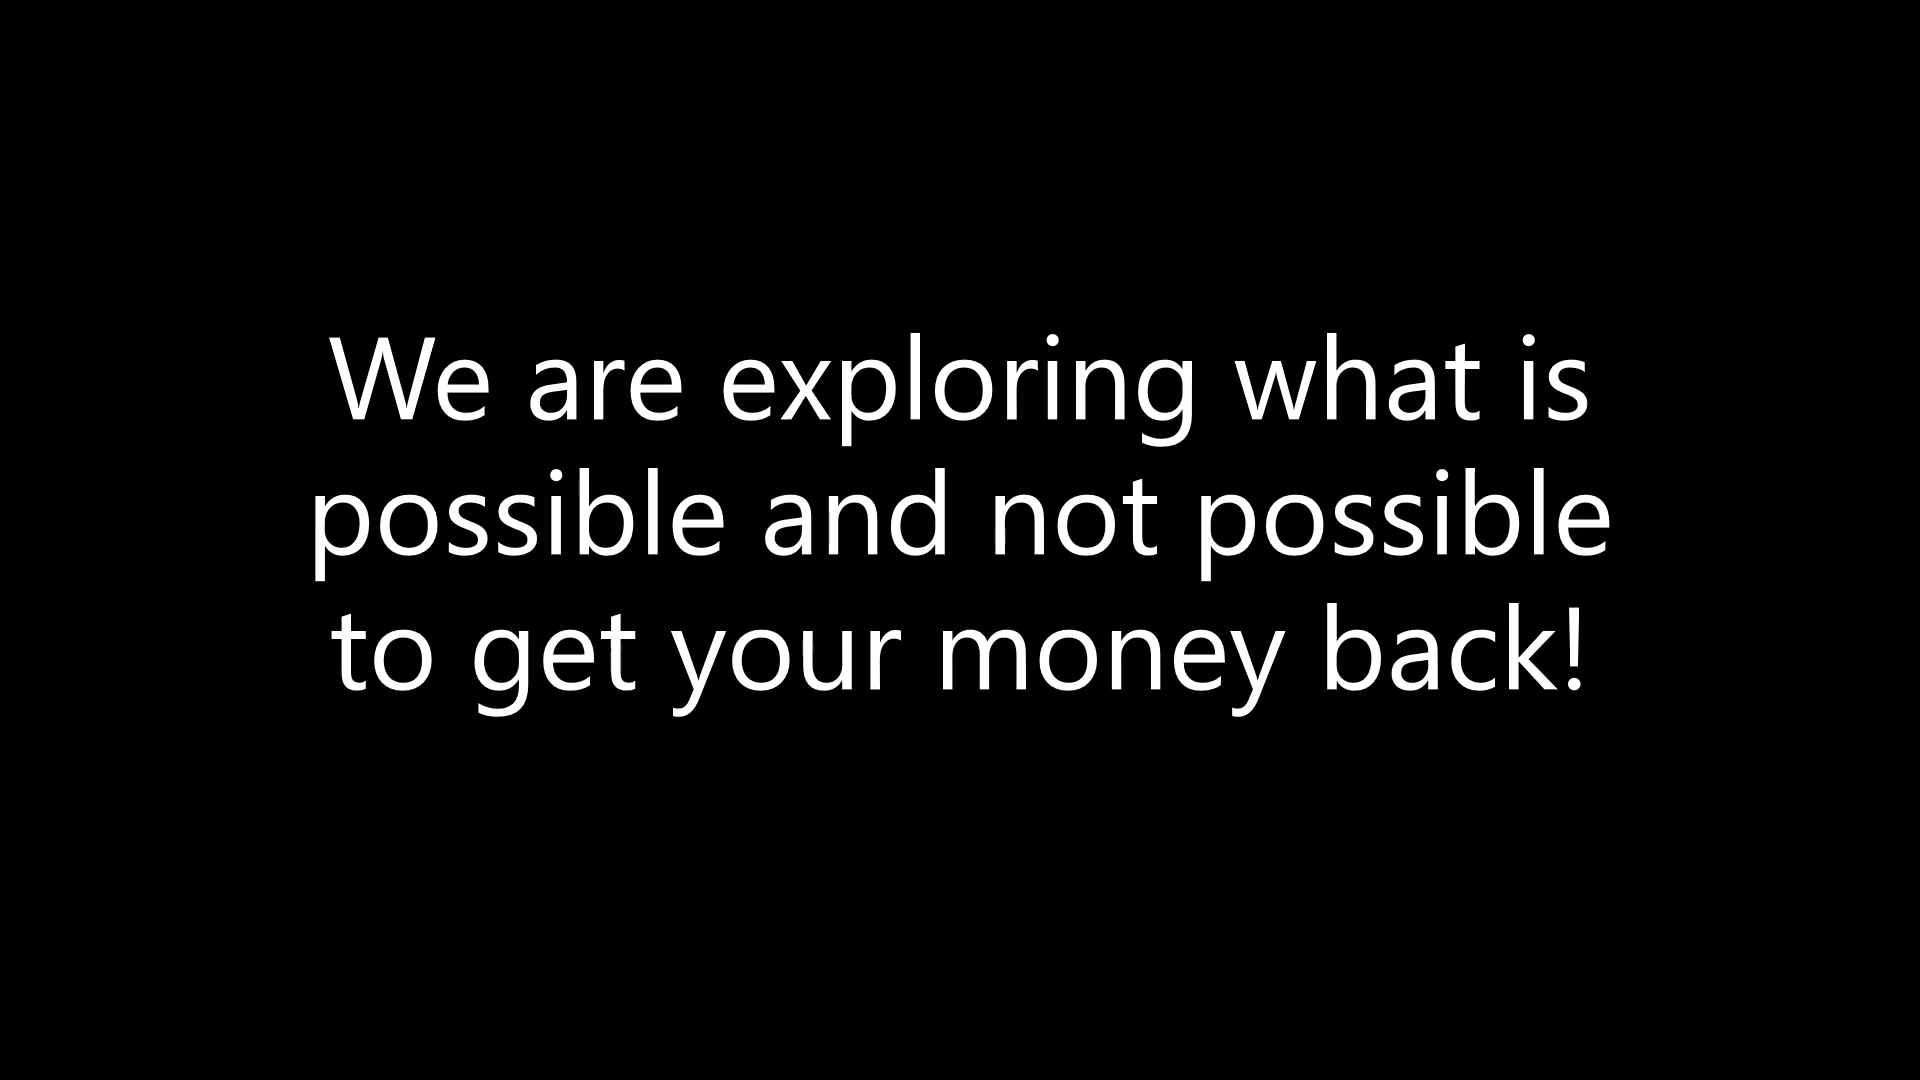 We are exploring what is
possible and not possible
to get your money back!